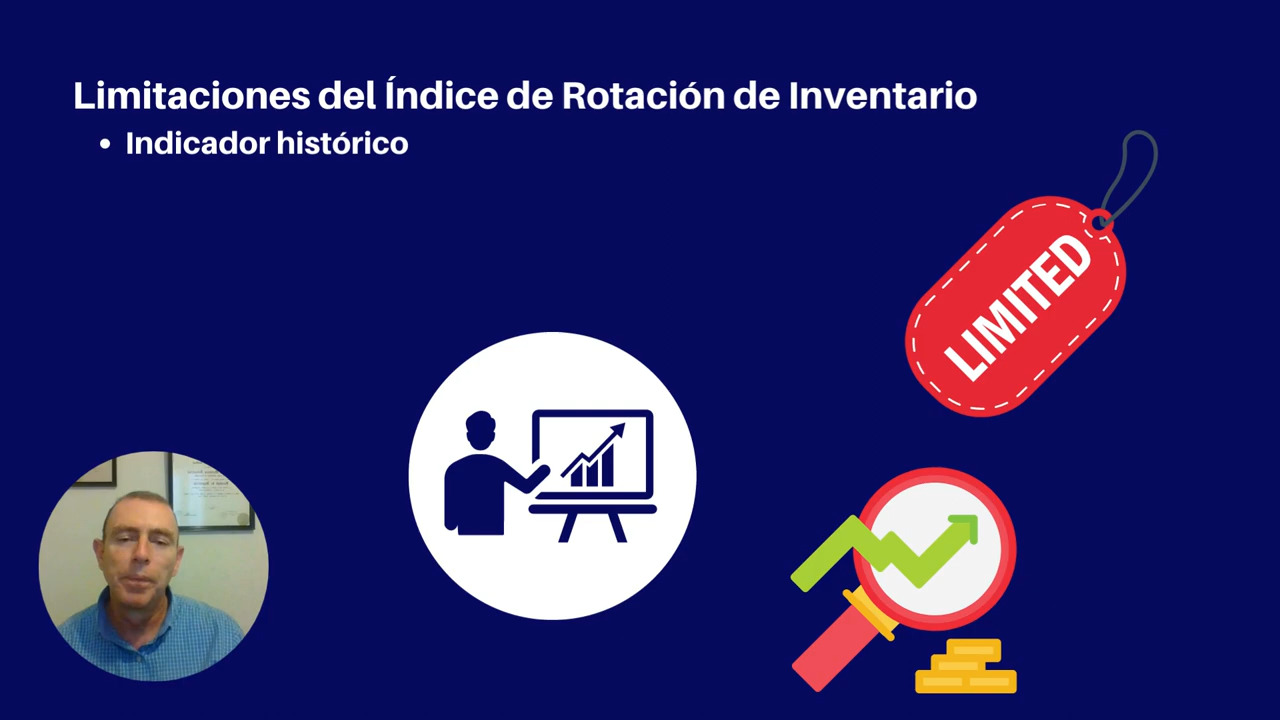 Limitaciones del Índice de Rotación de Inventario
• Indicador histórico
LIMITED